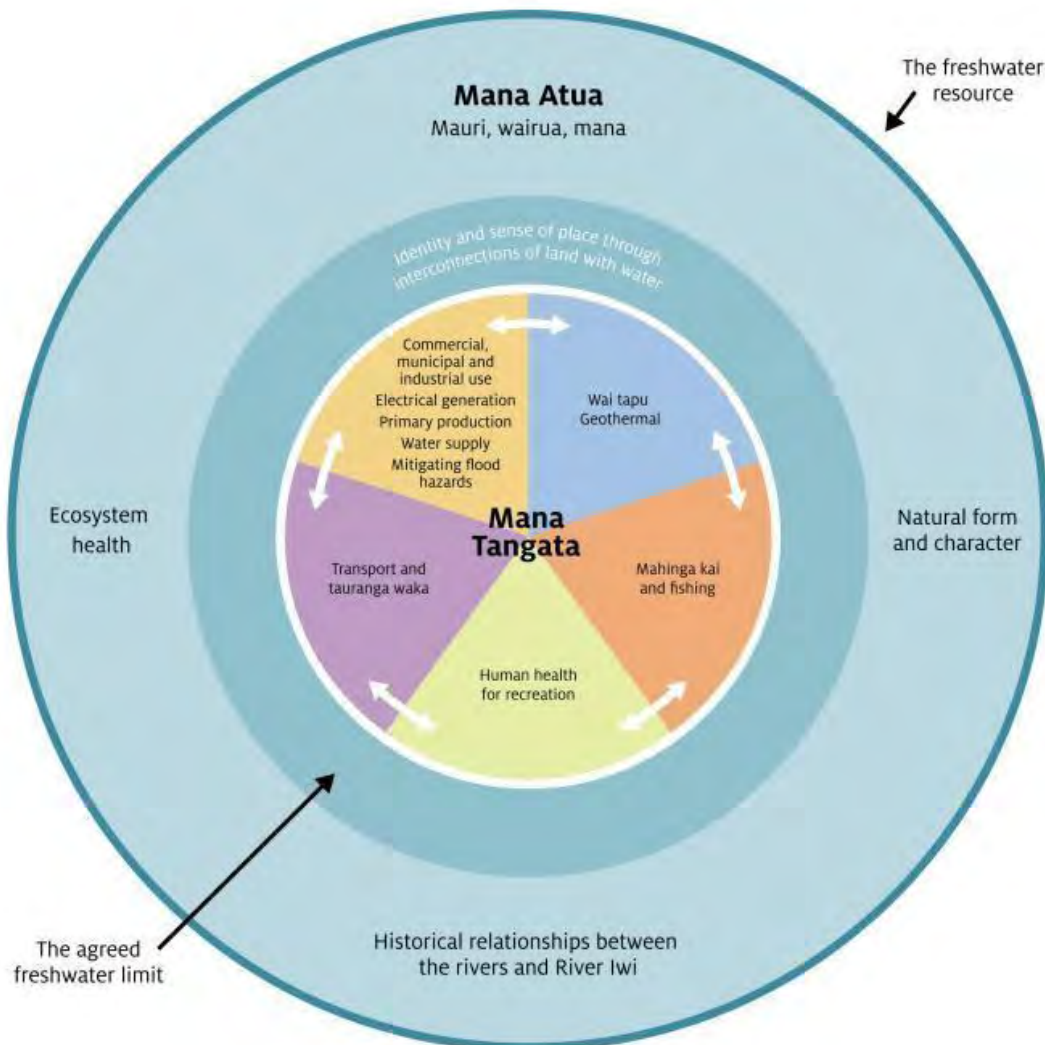 The freshwater
resource
Mana Atua
Mauri, wairua, mana
Identity and sense of place through
interconnections of land with water
Commercial,
municipal and
industrial use
Electrical generation
Primary production
Water supply
Mitigating flood
hazards
Wai tapu
Geothermal
Ecosystem
health
Mana
Tangata
Natural form
and character
Transport and
tauranga waka
Mahinga kai
and fishing
Human health
for recreation
The agreed
freshwater limit
Historical relationships between
the rivers and River Iwi